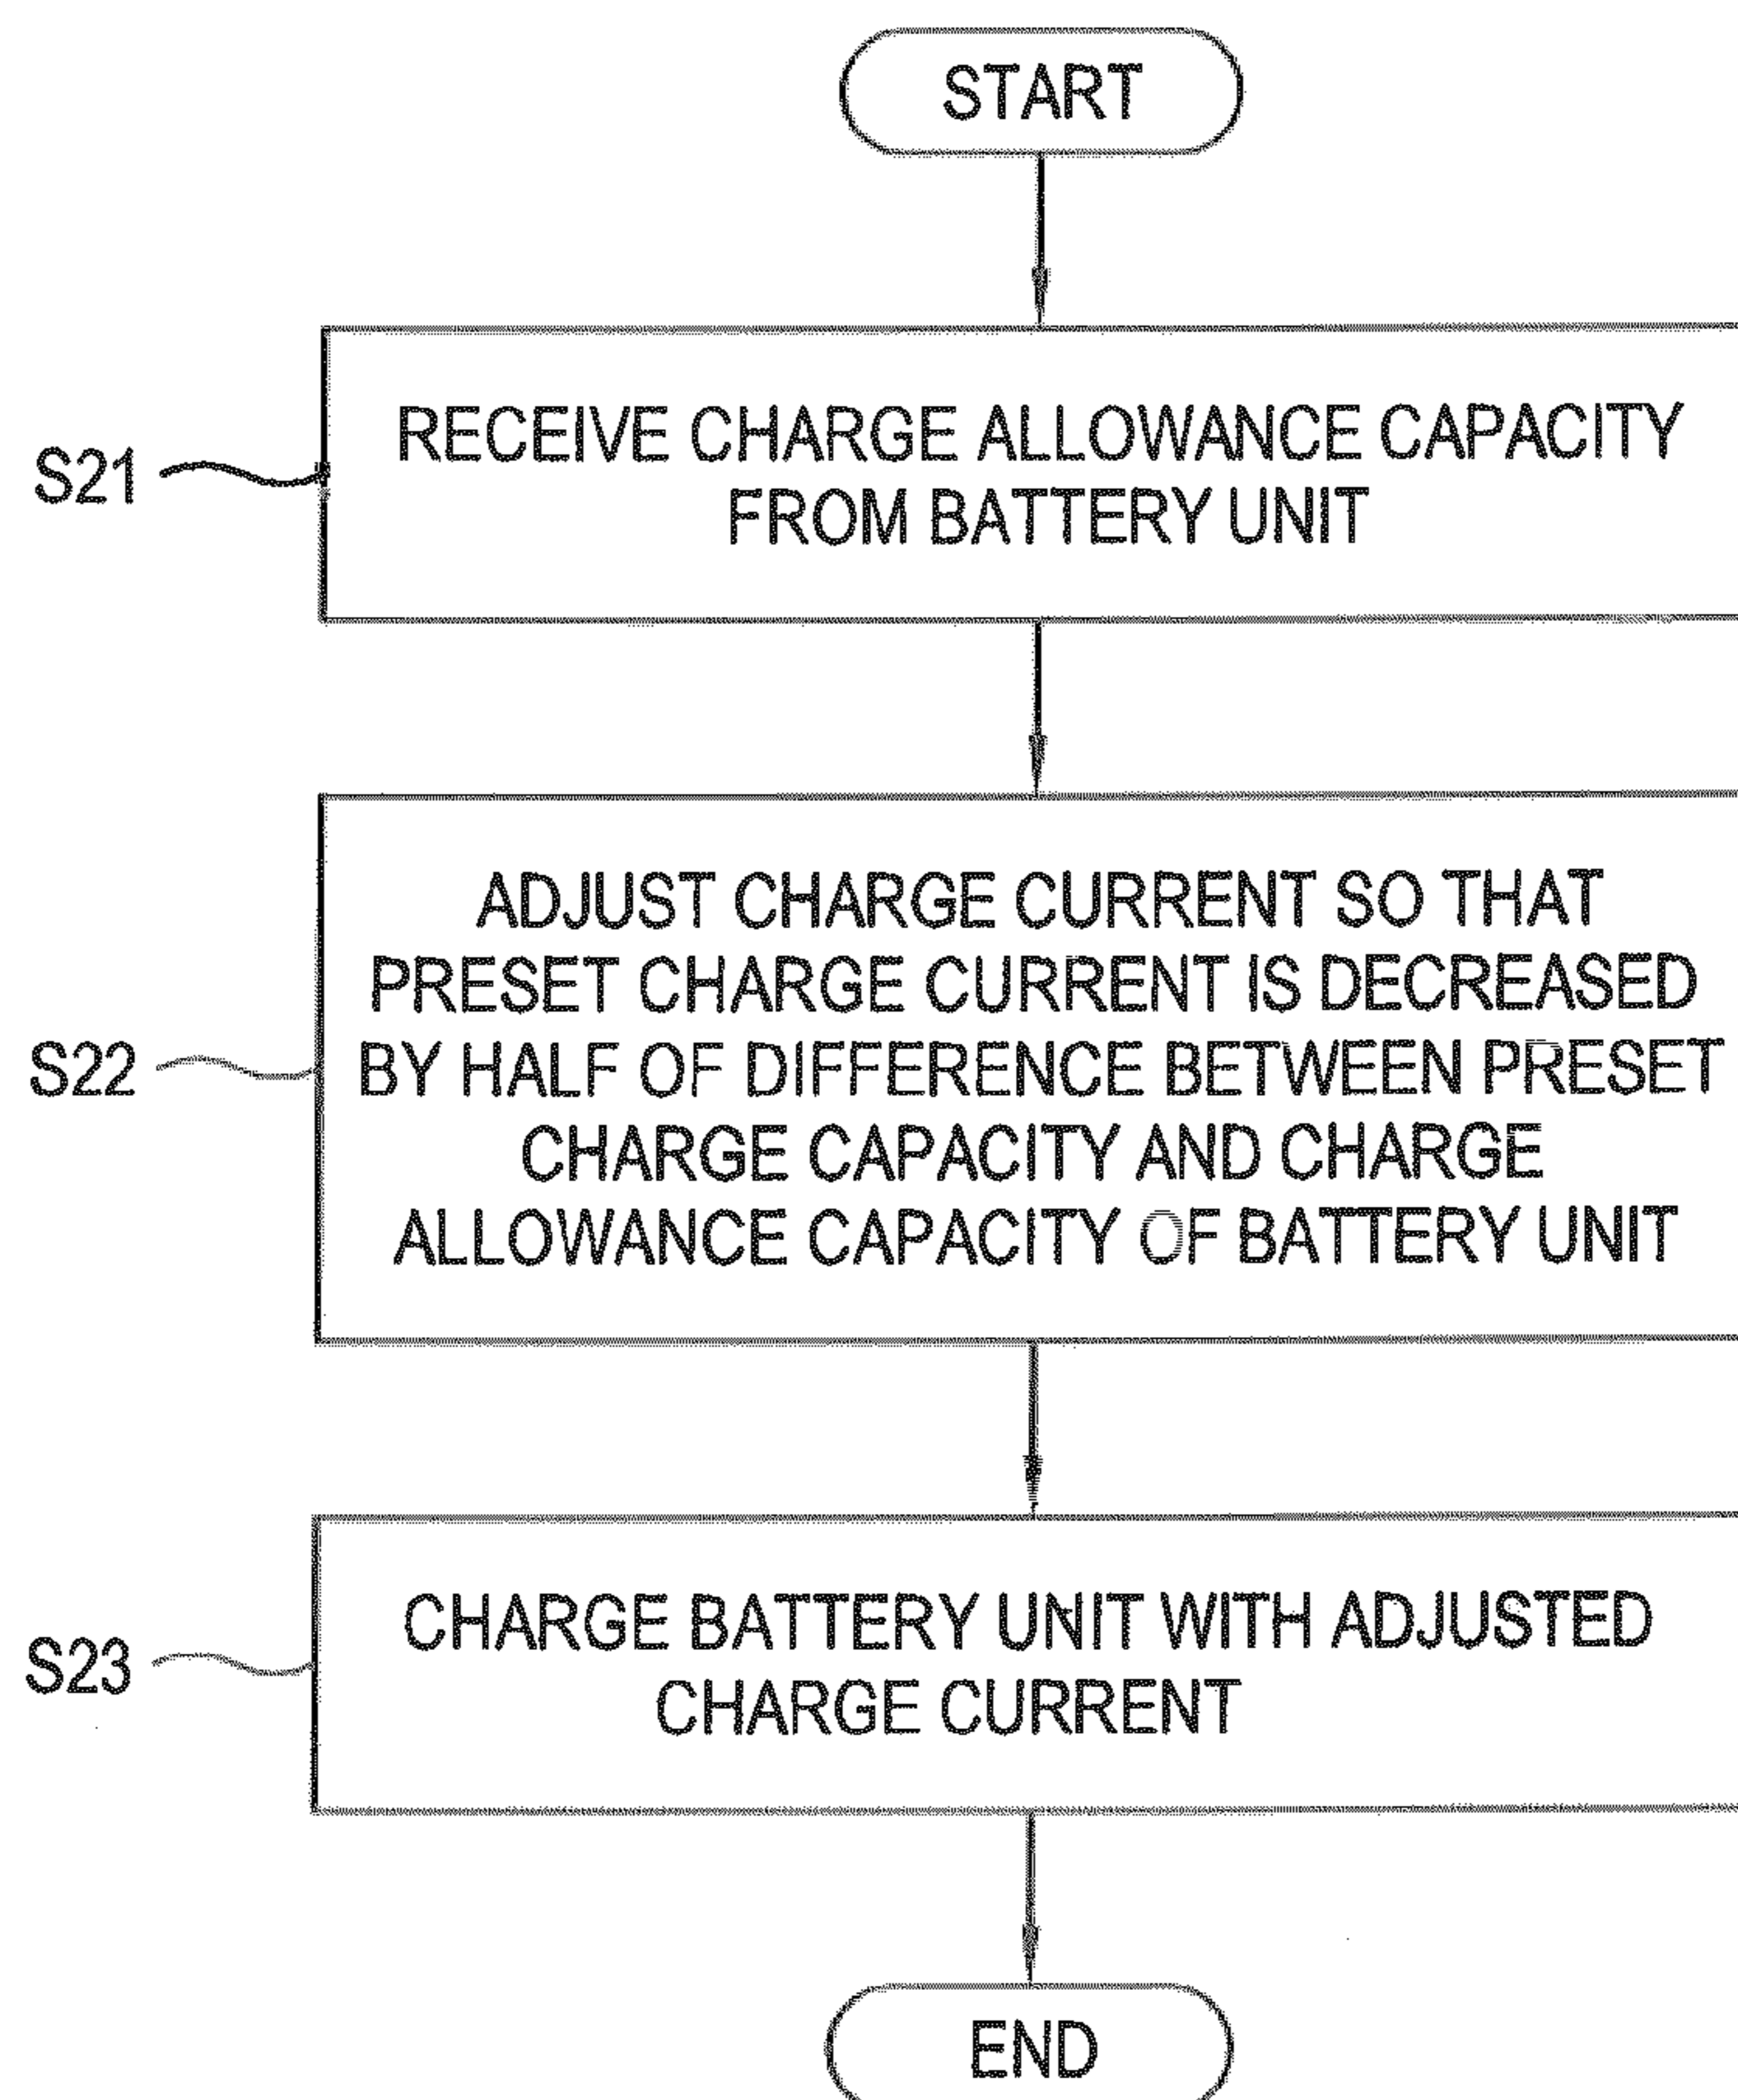 START
S21
RECEIVE CHARGE ALLOWANCE CAPACITY
FROM BATTERY UNIT
S22
ADJUST CHARGE CURRENT SO THAT
PRESET CHARGE CURRENT IS DECREASED
BY HALF OF DIFFERENCE BETWEEN PRESET
CHARGE CAPACITY AND CHARGE
ALLOWANCE CAPACITY OF BATTERY UNIT
S23
CHARGE BATTERY UNIT WITH ADJUSTED
CHARGE CURRENT
END